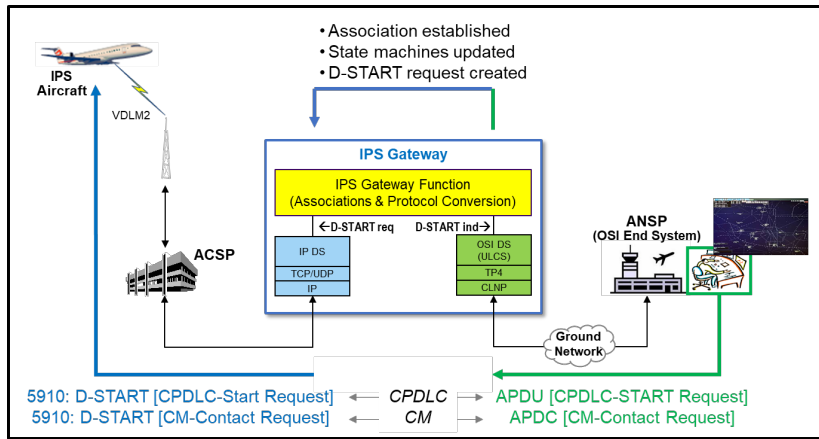 • Association established
• State machines updated
• D-START request created
IPS
Aircraft
VDLM2
IPS Gateway
IPS Gateway Function
(Associations & Protocol Conversion)
←D-START req
D-START ind→
IP DS
TCP/UDP
IP
OSI DS
(ULCS)
TP4
CLNP
ACSP
ANSP
(OSI End System)
Ground
Network
5910: D-START [CPDLC-Start Request]
CPDLC
APDU [CPDLC-START Request]
5910: D-START [CM-Contact Request]
CM
APDC [CM-Contact Request]